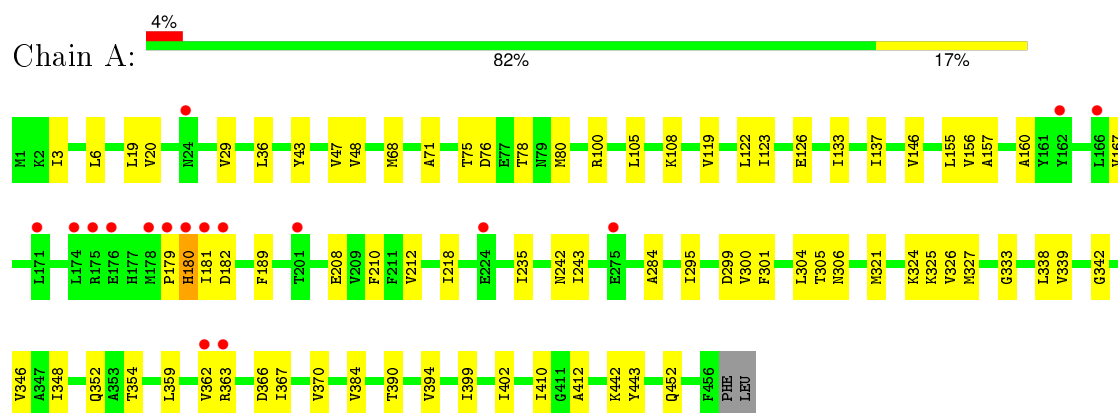 4%
Chain A:
82% 17%
M1 K2 I3 L6 L19 V20 N24 V29 L36 Y43 V47 V48 M68 A71 T75 D76 E77 T78 N79 M80 R100 L105 K108 V119 L122 I123 E126 I133 I137 V146 L155 V156 A157 A160 Y161 Y162 L166 V167
L171 L174 R175 E176 H177 M178 P179 H180 I181 D182 F189 T201 E208 V209 F210 F211 V212 I218 E224 I235 N242 I243 E275 A284 I295 D299 V300 F301 L304 T305 N306 M321 K324 K325 V326 M327 G333 L338 V339 G342
V346 A347 I348 Q352 A353 T354 L359 V362 R363 D366 I367 V370 V384 T390 V394 I399 I402 I410 G411 A412 K442 Y443 Q452 F456 PHE LEU